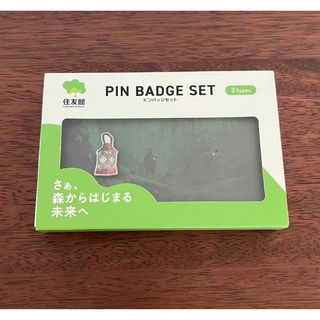 住友館
PIN BADGE SET
ピンバッジセット
3 Types
さぁ、
森からはじまる
未来へ